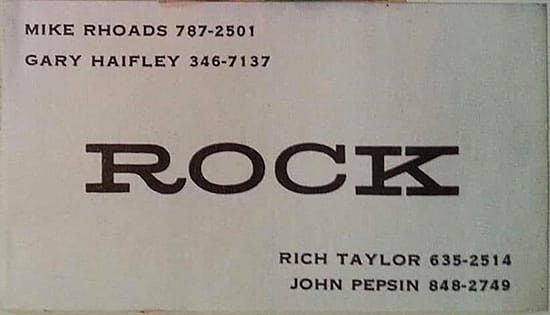 MIKE RHOADS 787-2501
GARY HAIFLEY 346-7137
ROCK
RICH TAYLOR 635-2514
JOHN PEPSIN 848-2749